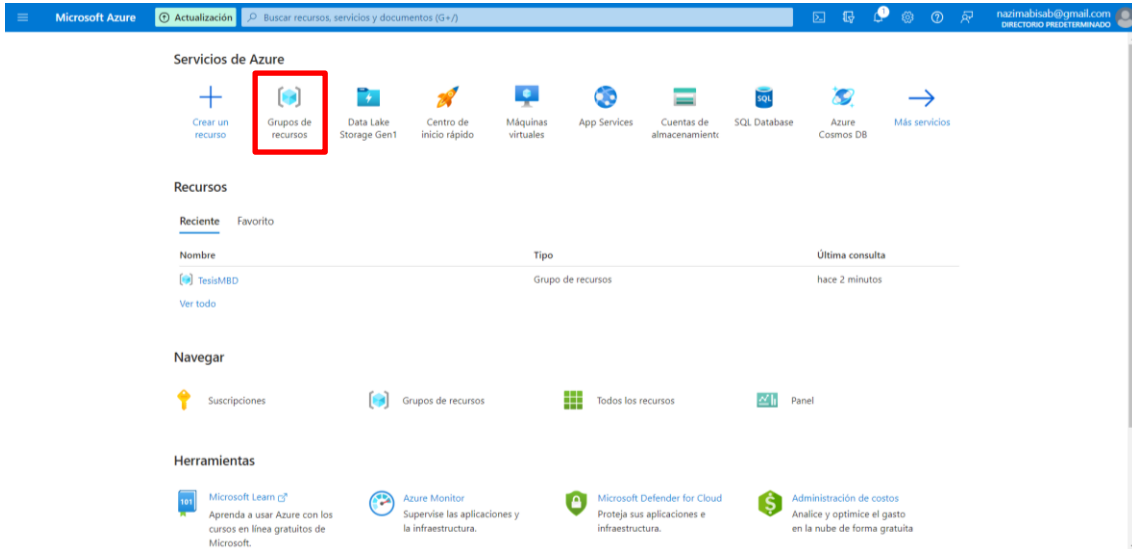 Microsoft Azure
Actualización
Buscar recursos, servicios y documentos (G+/)
1
nazimabisab@gmail.com
DIRECTORIO PREDETERMINADO
Servicios de Azure
Crear un
recurso
Grupos de
recursos
Data Lake
Storage Gen1
Centro de
inicio rápido
Máquinas
virtuales
App Services
Cuentas de
almacenamiento
SQL
SQL Database
Azure
Cosmos DB
Más servicios
Recursos
Reciente Favorito
Nombre Tipo Última consulta
TesisMBD Grupo de recursos hace 2 minutos
Ver todo
Navegar
Suscripciones Grupos de recursos Todos los recursos Panel
Herramientas
101
Microsoft Learn
Aprenda a usar Azure con los
cursos en línea gratuitos de
Microsoft.
Azure Monitor
Supervise las aplicaciones y
la infraestructura.
Microsoft Defender for Cloud
Proteja sus aplicaciones e
infraestructura.
$
Administración de costos
Analice y optimice el gasto
en la nube de forma gratuita